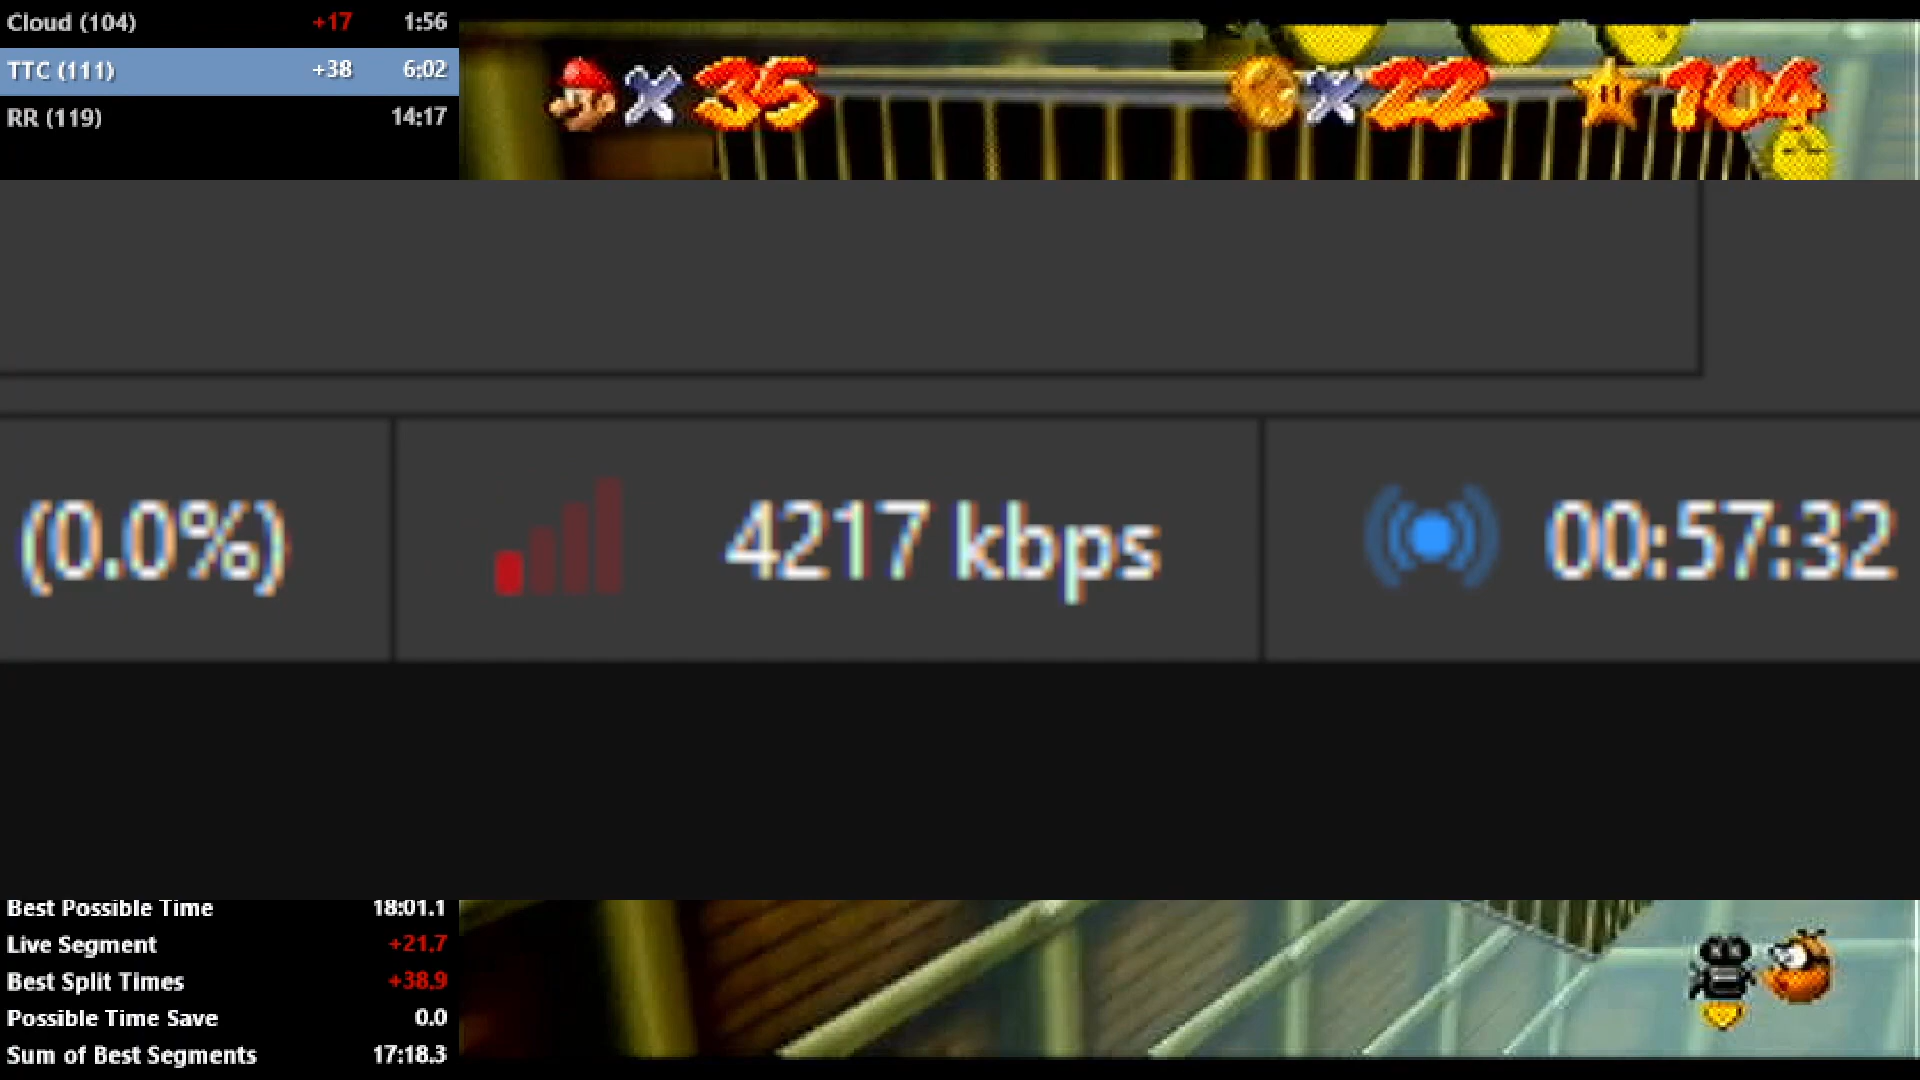 Cloud (104) +17 1:56
TTC (111) +38 6:02
RR (119) 14:17
× 35 × 22 104
(0.0%) 4217 kbps 00:57:32
Best Possible Time 18:01.1
Live Segment +21.7
Best Split Times +38.9
Possible Time Save 0.0
Sum of Best Segments 17:18.3